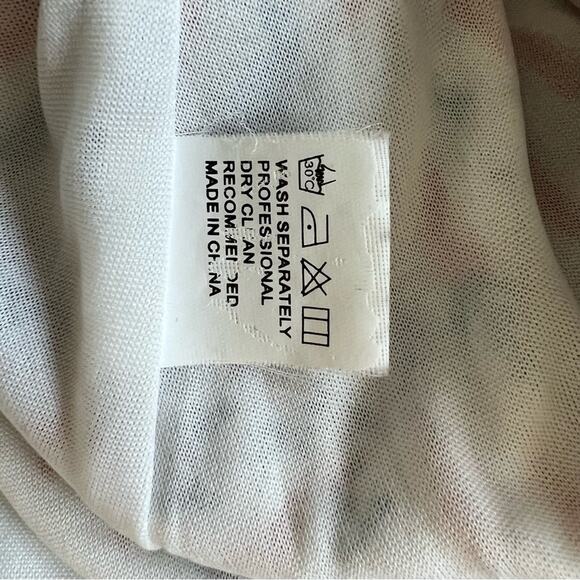 30°C
WASH SEPARATELY
PROFESSIONAL
DRY CLEAN
RECOMMENDED
MADE IN CHINA